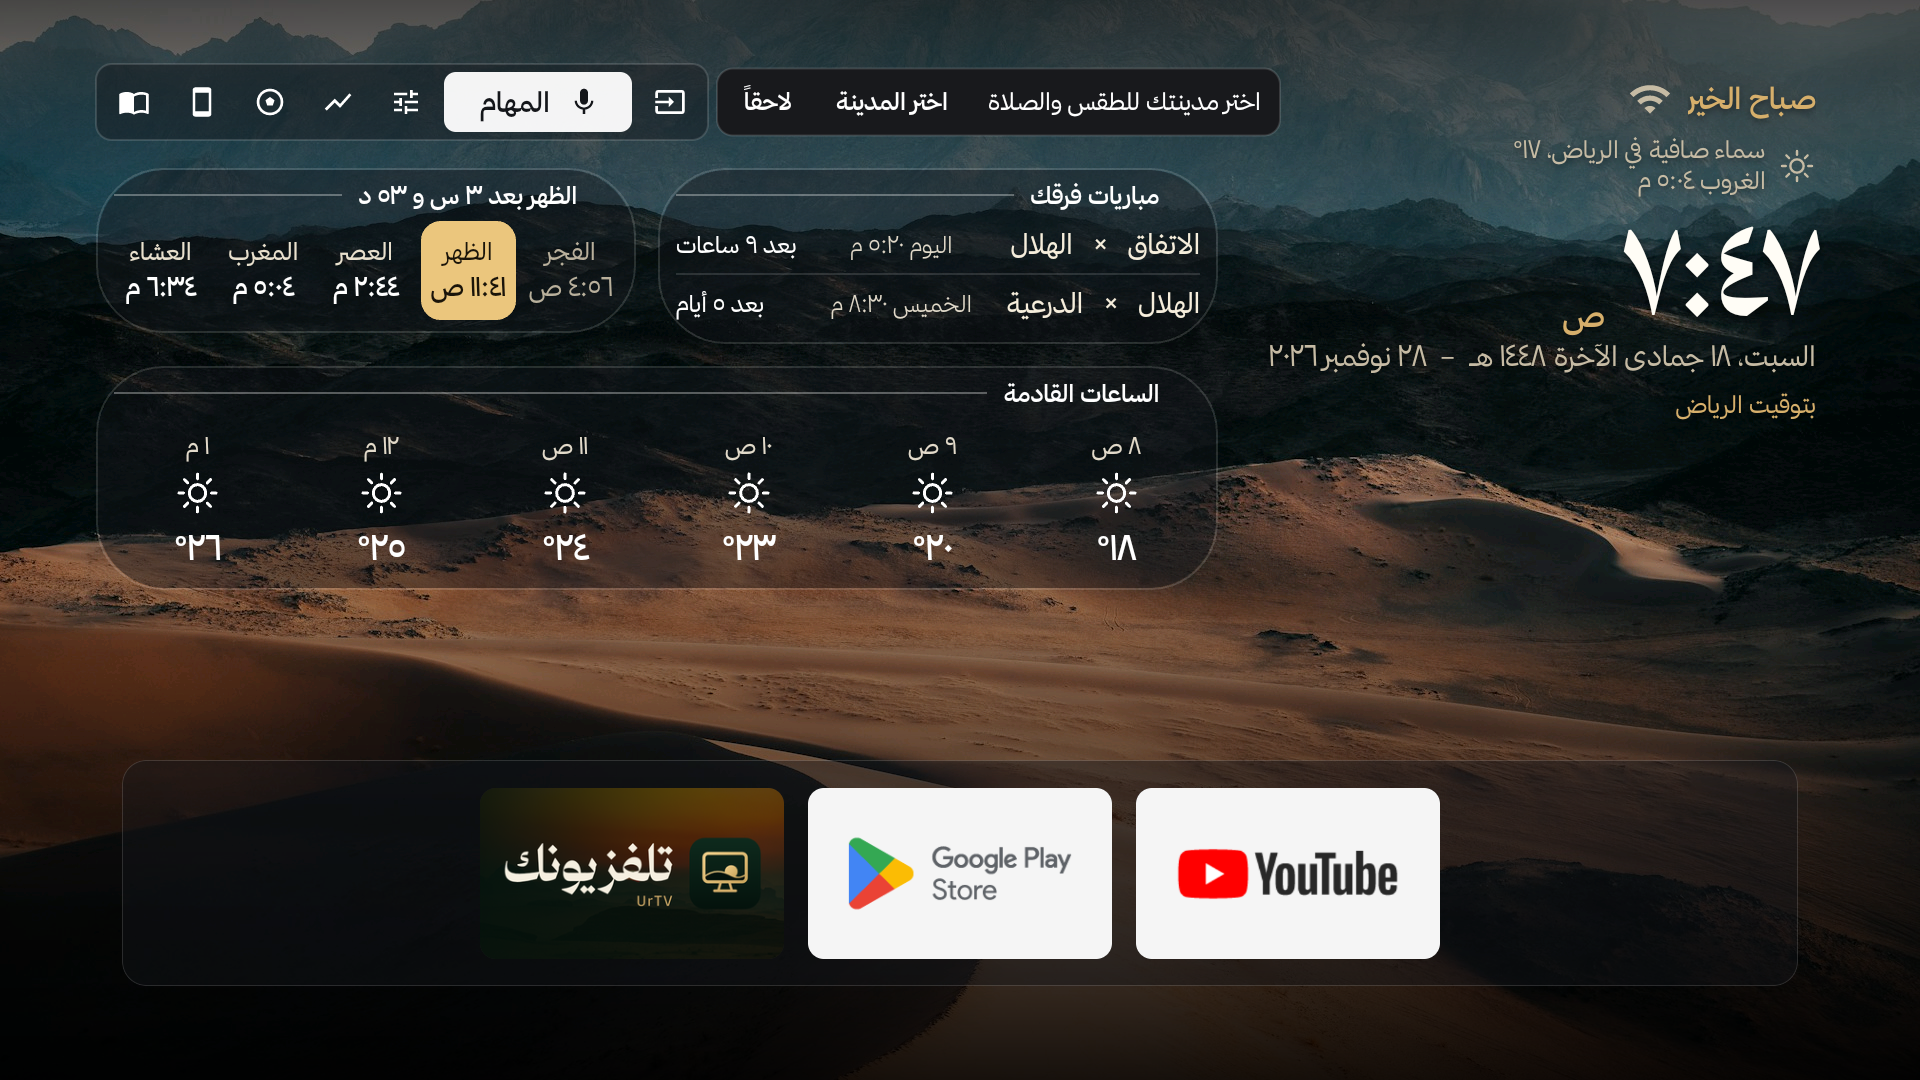 صباح الخير
سماء صافية في الرياض، ١٧°
الغروب ٥:٠٤ م
٧:٤٧ ص
السبت، ١٨ جمادى الآخرة ١٤٤٨ هـ – ٢٨ نوفمبر ٢٠٢٦
بتوقيت الرياض
اختر مدينتك للطقس والصلاة اختر المدينة لاحقاً
المهام
مباريات فرقك
الاتفاق × الهلال اليوم ٥:٢٠ م بعد ٩ ساعات
الهلال × الدرعية الخميس ٨:٣٠ م بعد ٥ أيام
الظهر بعد ٣ س و ٥٣ د
الفجر الظهر العصر المغرب العشاء
٤:٥٦ ص ١١:٤١ ص ٢:٤٤ م ٥:٠٤ م ٦:٣٤ م
الساعات القادمة
٨ ص ٩ ص ١٠ ص ١١ ص ١٢ م ١ م
١٨° ٢٠° ٢٣° ٢٤° ٢٥° ٢٦°
YouTube
Google Play
Store
تلفزيونك
UrTV